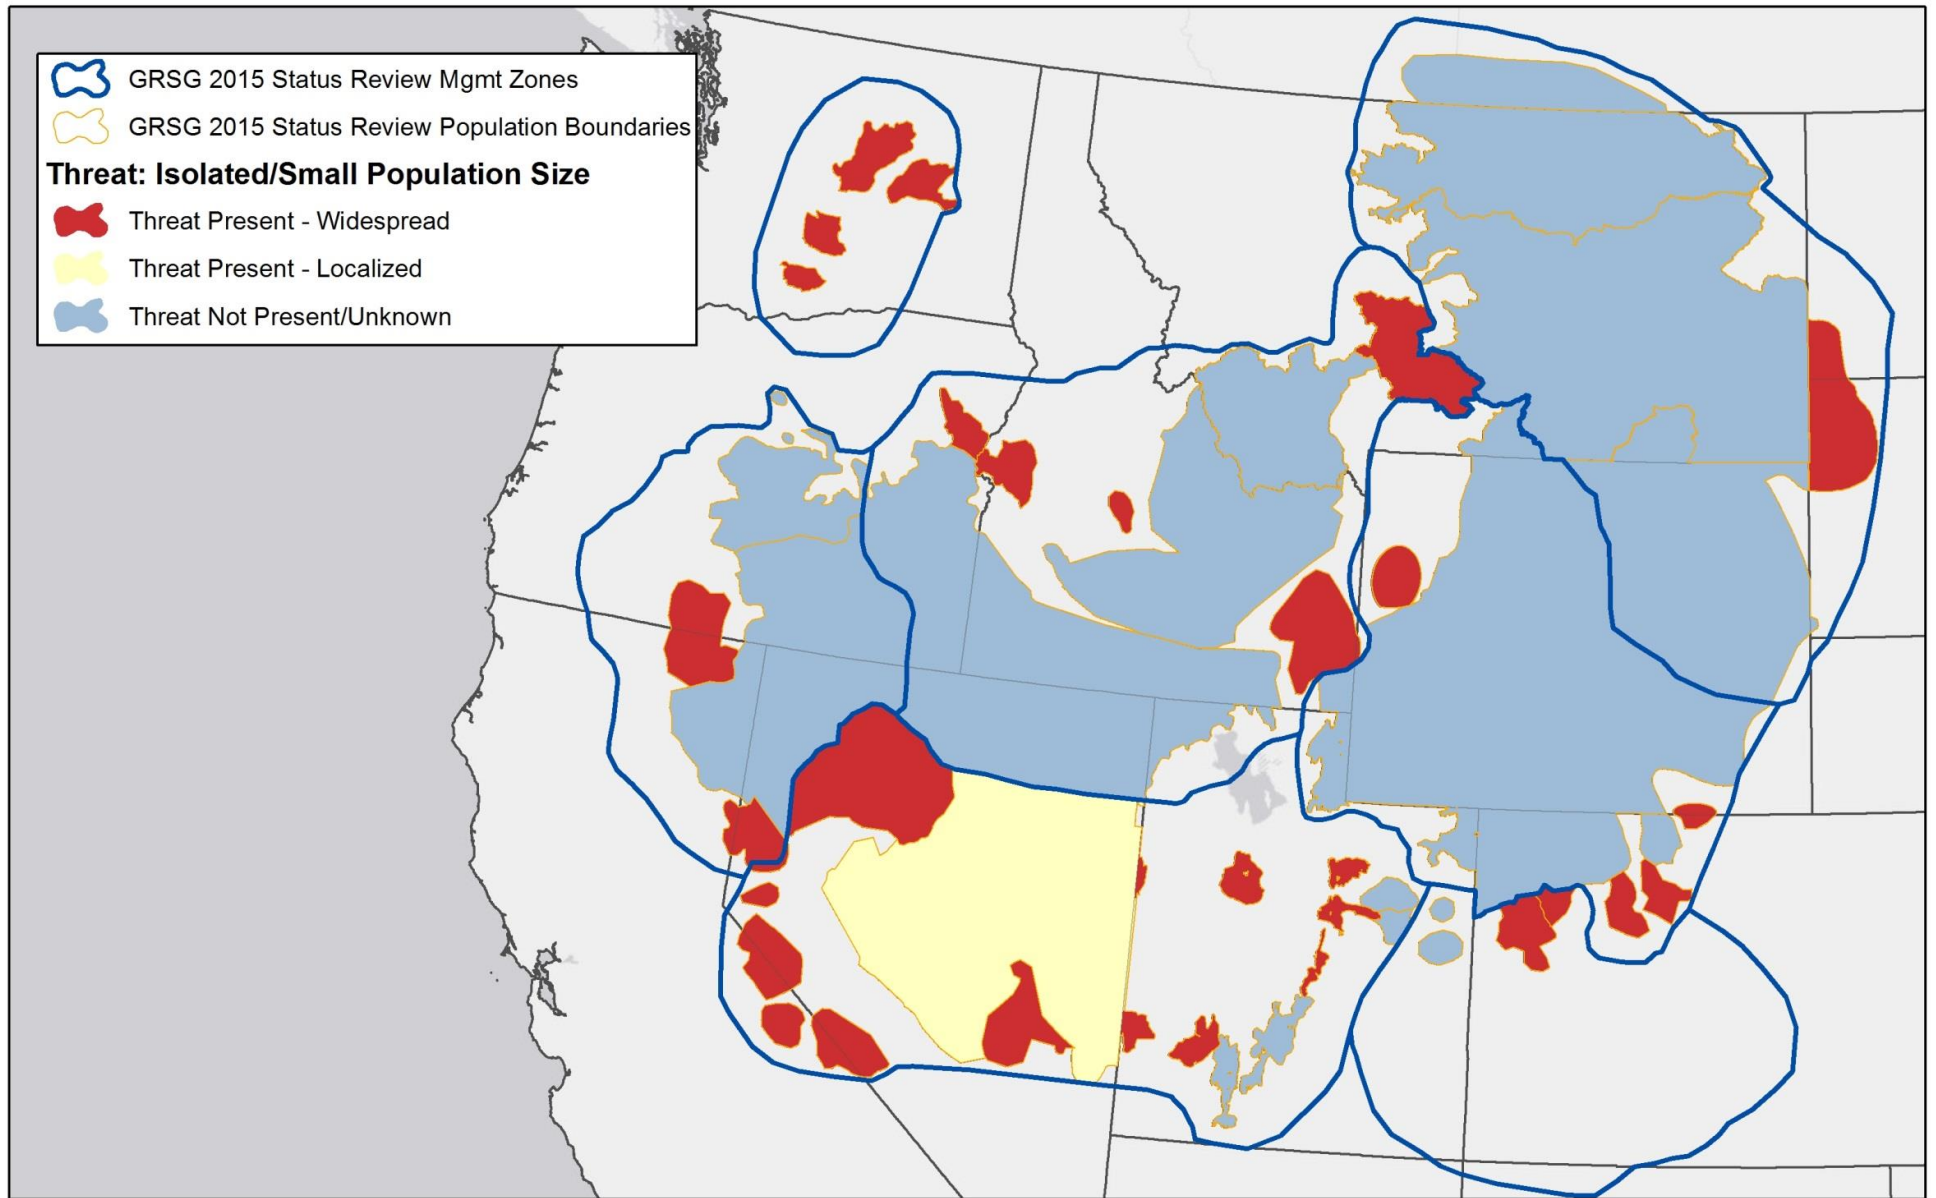 GRSG 2015 Status Review Mgmt Zones
GRSG 2015 Status Review Population Boundaries
Threat: Isolated/Small Population Size
Threat Present - Widespread
Threat Present - Localized
Threat Not Present/Unknown